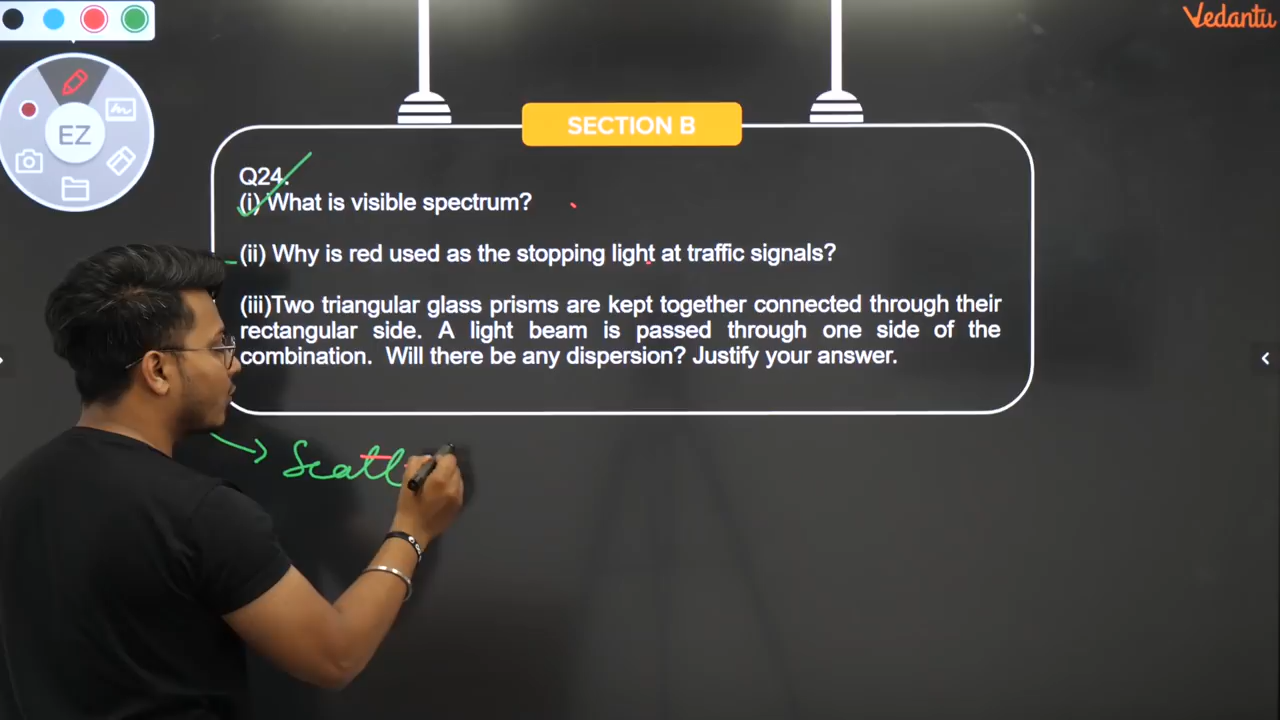 Vedantu
EZ
SECTION B
Q24.
(i) What is visible spectrum?
(ii) Why is red used as the stopping light at traffic signals?
(iii)Two triangular glass prisms are kept together connected through their
rectangular side. A light beam is passed through one side of the
combination. Will there be any dispersion? Justify your answer.
Scatt